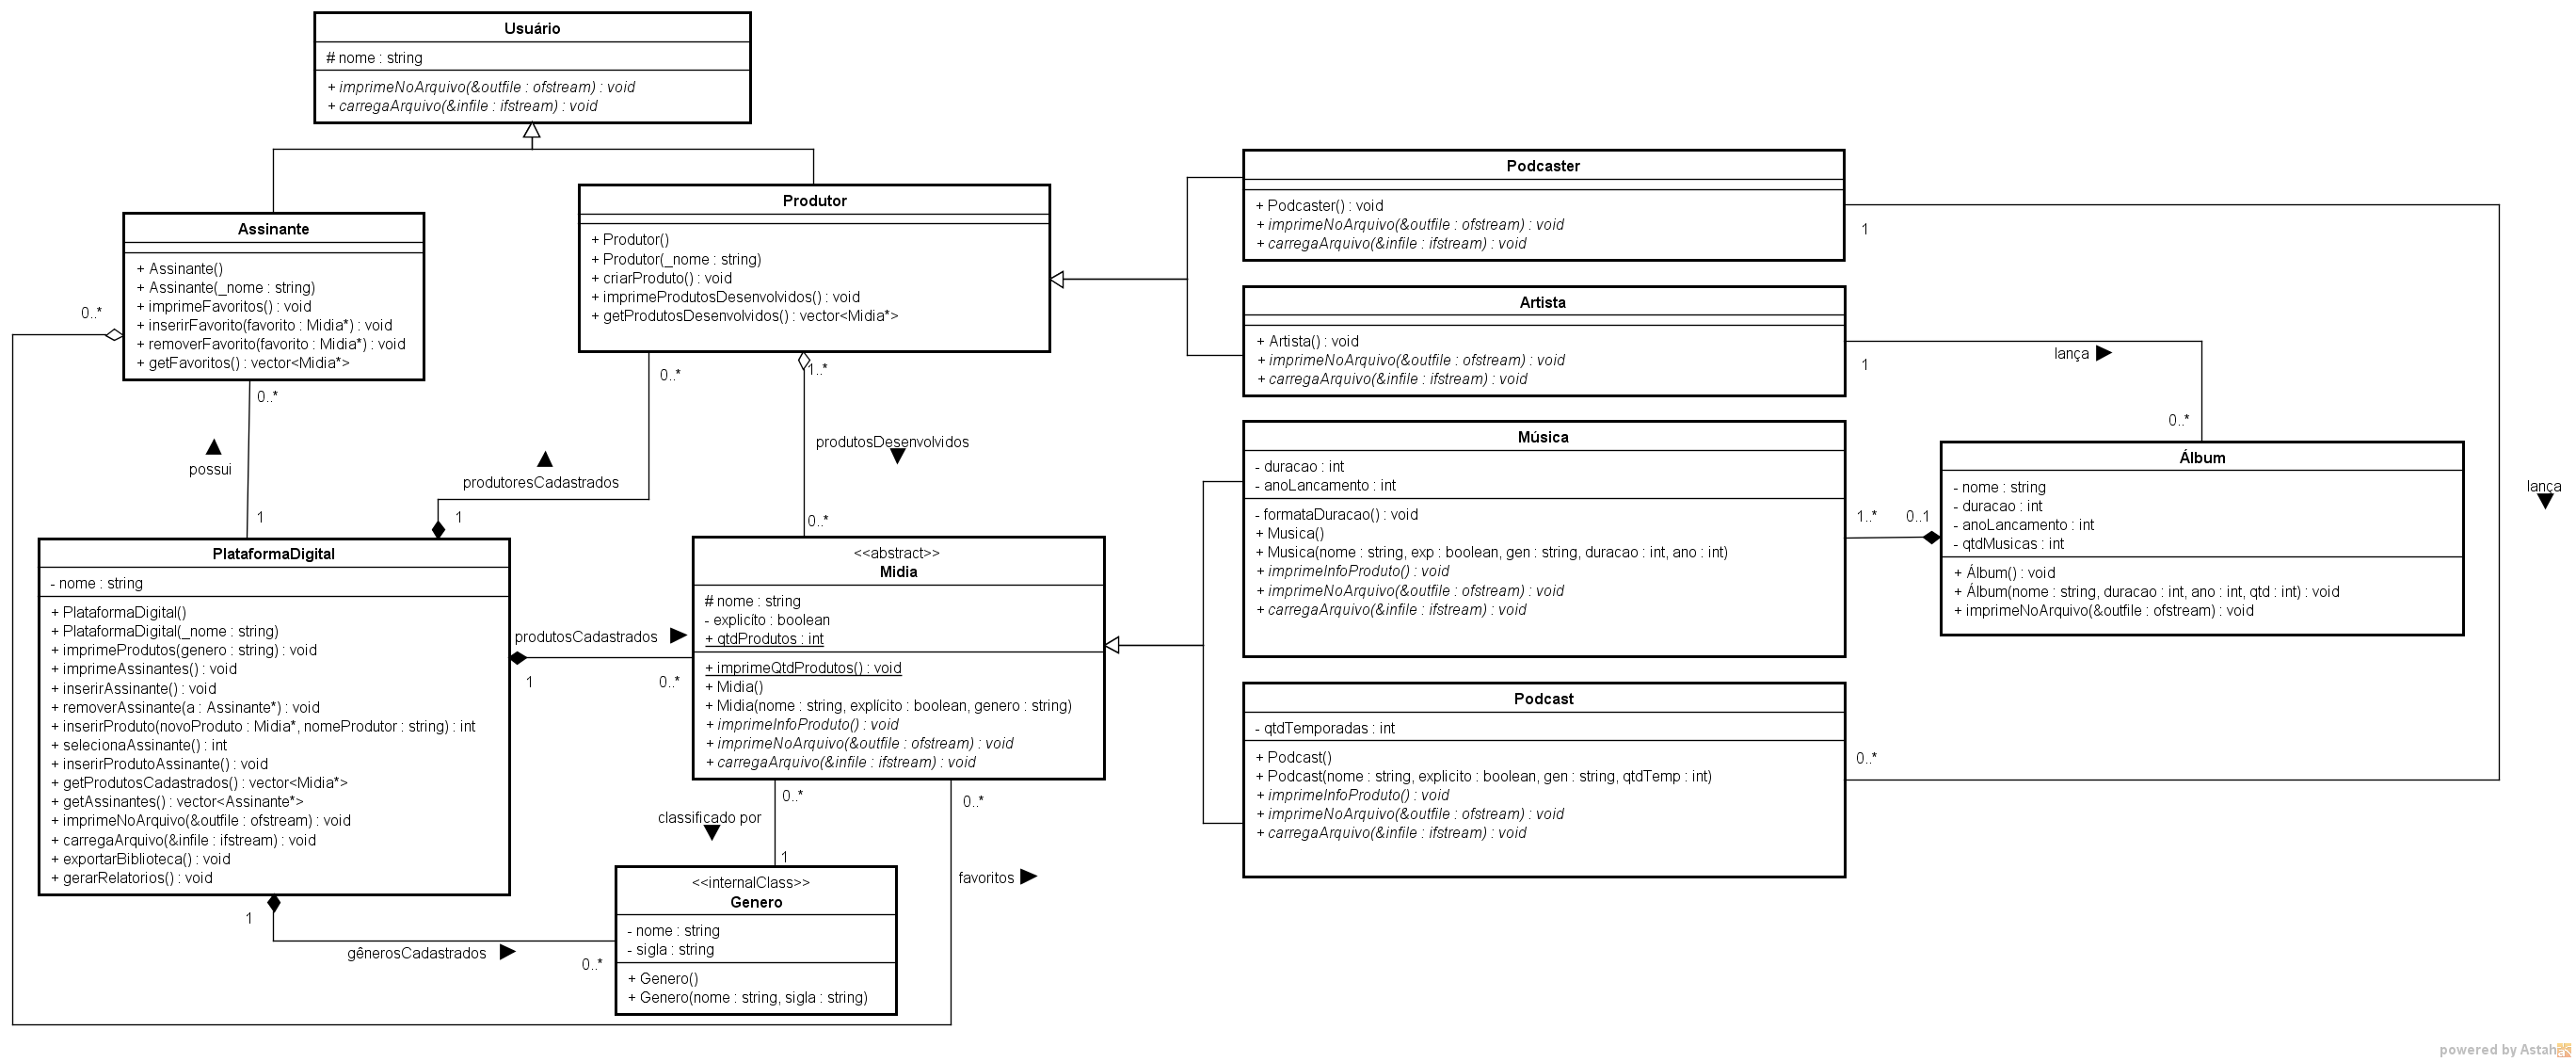 Usuário
# nome : string
+ imprimeNoArquivo(&outfile : ofstream) : void
+ carregaArquivo(&infile : ifstream) : void
Assinante
+ Assinante()
+ Assinante(_nome : string)
+ imprimeFavoritos() : void
+ inserirFavorito(favorito : Midia*) : void
+ removerFavorito(favorito : Midia*) : void
+ getFavoritos() : vector<Midia*>
Produtor
+ Produtor()
+ Produtor(_nome : string)
+ criarProduto() : void
+ imprimeProdutosDesenvolvidos() : void
+ getProdutosDesenvolvidos() : vector<Midia*>
Podcaster
+ Podcaster() : void
+ imprimeNoArquivo(&outfile : ofstream) : void
+ carregaArquivo(&infile : ifstream) : void
1
Artista
+ Artista() : void
+ imprimeNoArquivo(&outfile : ofstream) : void
+ carregaArquivo(&infile : ifstream) : void
1
lança
0..*
0..*
0..*
possui
1
0..*
produtoresCadastrados
1
1..*
produtosDesenvolvidos
0..*
PlataformaDigital
- nome : string
+ PlataformaDigital()
+ PlataformaDigital(_nome : string)
+ imprimeProdutos(genero : string) : void
+ imprimeAssinantes() : void
+ inserirAssinante() : void
+ removerAssinante(a : Assinante*) : void
+ inserirProduto(novoProduto : Midia*, nomeProdutor : string) : int
+ selecionaAssinante() : int
+ inserirProdutoAssinante() : void
+ getProdutosCadastrados() : vector<Midia*>
+ getAssinantes() : vector<Assinante*>
+ imprimeNoArquivo(&outfile : ofstream) : void
+ carregaArquivo(&infile : ifstream) : void
+ exportarBiblioteca() : void
+ gerarRelatorios() : void
produtosCadastrados
1
0..*
<<abstract>>
Midia
# nome : string
- explicíto : boolean
+ qtdProdutos : int
+ imprimeQtdProdutos() : void
+ Midia()
+ Midia(nome : string, explícito : boolean, genero : string)
+ imprimeInfoProduto() : void
+ imprimeNoArquivo(&outfile : ofstream) : void
+ carregaArquivo(&infile : ifstream) : void
Música
- duracao : int
- anoLancamento : int
- formataDuracao() : void
+ Musica()
+ Musica(nome : string, exp : boolean, gen : string, duracao : int, ano : int)
+ imprimeInfoProduto() : void
+ imprimeNoArquivo(&outfile : ofstream) : void
+ carregaArquivo(&infile : ifstream) : void
1..*
0..1
Álbum
- nome : string
- duracao : int
- anoLancamento : int
- qtdMusicas : int
+ Álbum() : void
+ Álbum(nome : string, duracao : int, ano : int, qtd : int) : void
+ imprimeNoArquivo(&outfile : ofstream) : void
lança
Podcast
- qtdTemporadas : int
+ Podcast()
+ Podcast(nome : string, explicito : boolean, gen : string, qtdTemp : int)
+ imprimeInfoProduto() : void
+ imprimeNoArquivo(&outfile : ofstream) : void
+ carregaArquivo(&infile : ifstream) : void
0..*
0..*
classificado por
1
0..*
favoritos
<<internalClass>>
Genero
- nome : string
- sigla : string
+ Genero()
+ Genero(nome : string, sigla : string)
1
gênerosCadastrados
0..*
powered by Astah